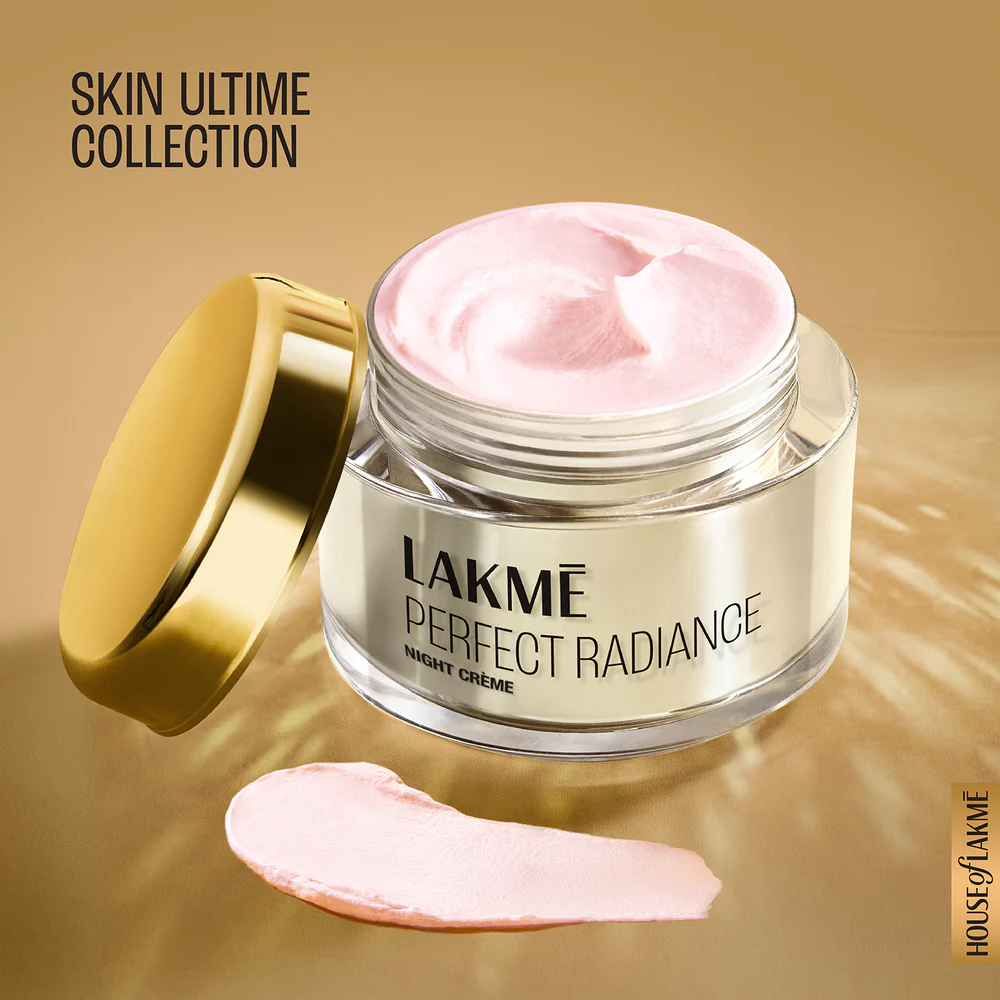 SKIN ULTIME
COLLECTION
LAKMĒ
PERFECT RADIANCE
NIGHT CRÈME
HOUSE of LAKMĒ